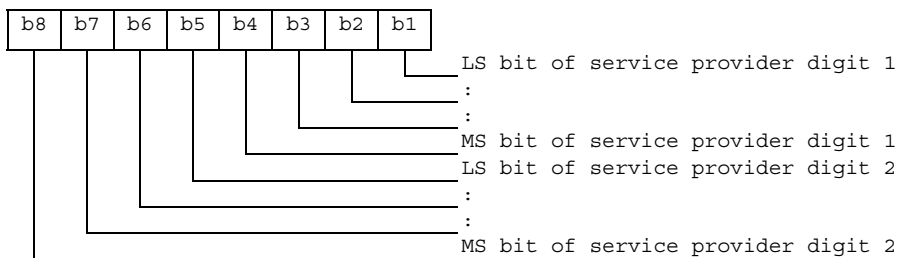 b8 b7 b6 b5 b4 b3 b2 b1
LS bit of service provider digit 1
:
:
MS bit of service provider digit 1
LS bit of service provider digit 2
:
:
MS bit of service provider digit 2